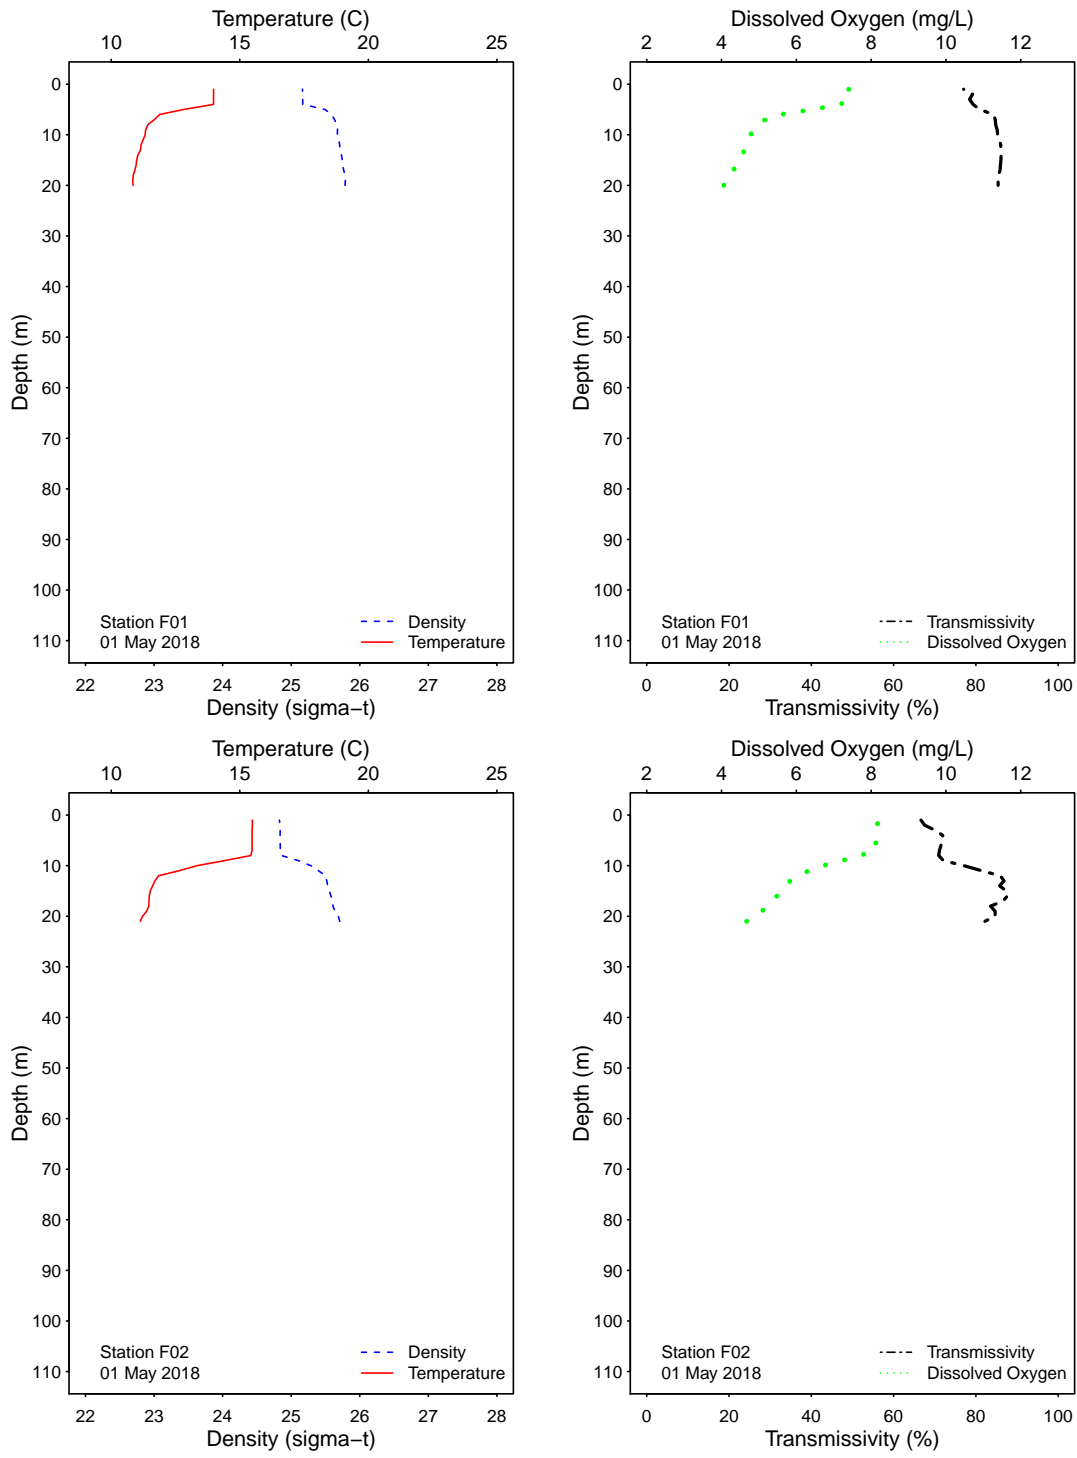 Temperature (C)
10 15 20 25
0
10
20
30
40
50
60
70
80
90
100
110
Depth (m)
Station F01
01 May 2018
Density
Temperature
22 23 24 25 26 27 28
Density (sigma−t)
Dissolved Oxygen (mg/L)
2 4 6 8 10 12
0
10
20
30
40
50
60
70
80
90
100
110
Depth (m)
Station F01
01 May 2018
Transmissivity
Dissolved Oxygen
0 20 40 60 80 100
Transmissivity (%)
Temperature (C)
10 15 20 25
0
10
20
30
40
50
60
70
80
90
100
110
Depth (m)
Station F02
01 May 2018
Density
Temperature
22 23 24 25 26 27 28
Density (sigma−t)
Dissolved Oxygen (mg/L)
2 4 6 8 10 12
0
10
20
30
40
50
60
70
80
90
100
110
Depth (m)
Station F02
01 May 2018
Transmissivity
Dissolved Oxygen
0 20 40 60 80 100
Transmissivity (%)